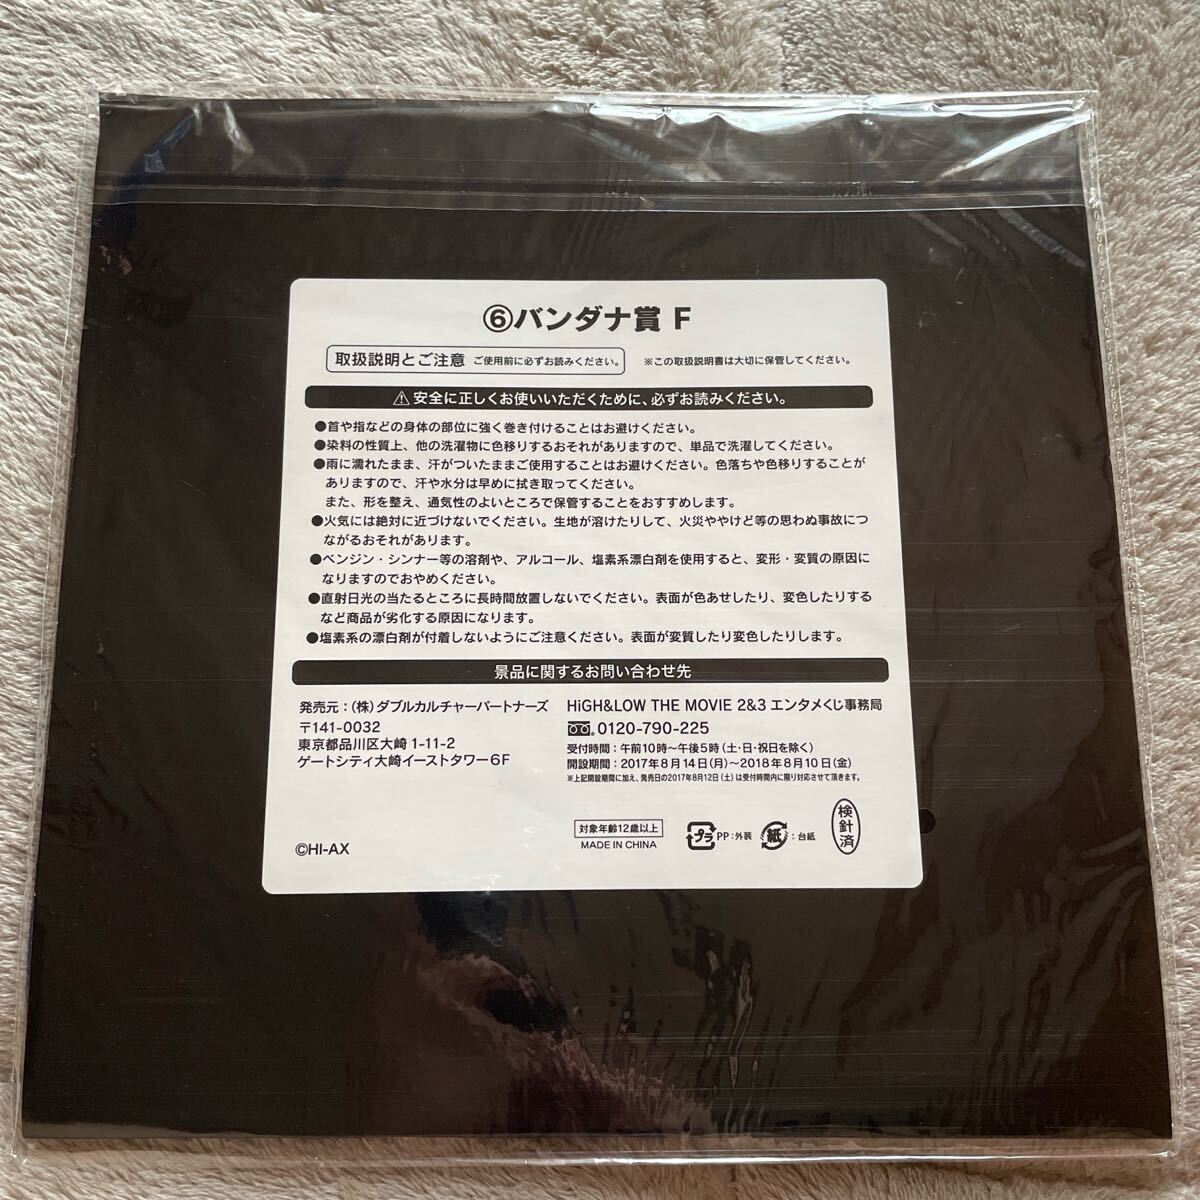 ⑥バンダナ賞 F
取扱説明とご注意 ご使用前に必ずお読みください。 ※この取扱説明書は大切に保管してください。
⚠安全に正しくお使いいただくために、必ずお読みください。
●首や指などの身体の部位に強く巻き付けることはお避けください。
●染料の性質上、他の洗濯物に色移りするおそれがありますので、単品で洗濯してください。
●雨に濡れたまま、汗がついたままご使用することはお避けください。色落ちや色移りすることが
ありますので、汗や水分は早めに拭き取ってください。
また、形を整え、通気性のよいところで保管することをおすすめします。
●火気には絶対に近づけないでください。生地が溶けたりして、火災ややけど等の思わぬ事故につ
ながるおそれがあります。
●ベンジン・シンナー等の溶剤や、アルコール、塩素系漂白剤を使用すると、変形・変質の原因に
なりますのでおやめください。
●直射日光の当たるところに長時間放置しないでください。表面が色あせしたり、変色したりする
など商品が劣化する原因になります。
●塩素系の漂白剤が付着しないようにご注意ください。表面が変質したり変色したりします。
景品に関するお問い合わせ先
発売元：(株)ダブルカルチャーパートナーズ
〒141-0032
東京都品川区大崎 1-11-2
ゲートシティ大崎イーストタワー6F
HiGH&LOW THE MOVIE 2&3 エンタメくじ事務局
0120-790-225
受付時間：午前10時～午後5時(土・日・祝日を除く)
開設期間：2017年8月14日(月)～2018年8月10日(金)
※上記開設期間に加え、発売日の2017年8月12日(土)は受付時間内に限り対応させて頂きます。
対象年齢12歳以上
MADE IN CHINA
プラ PP：外装
紙：台紙
検針済
©HI-AX